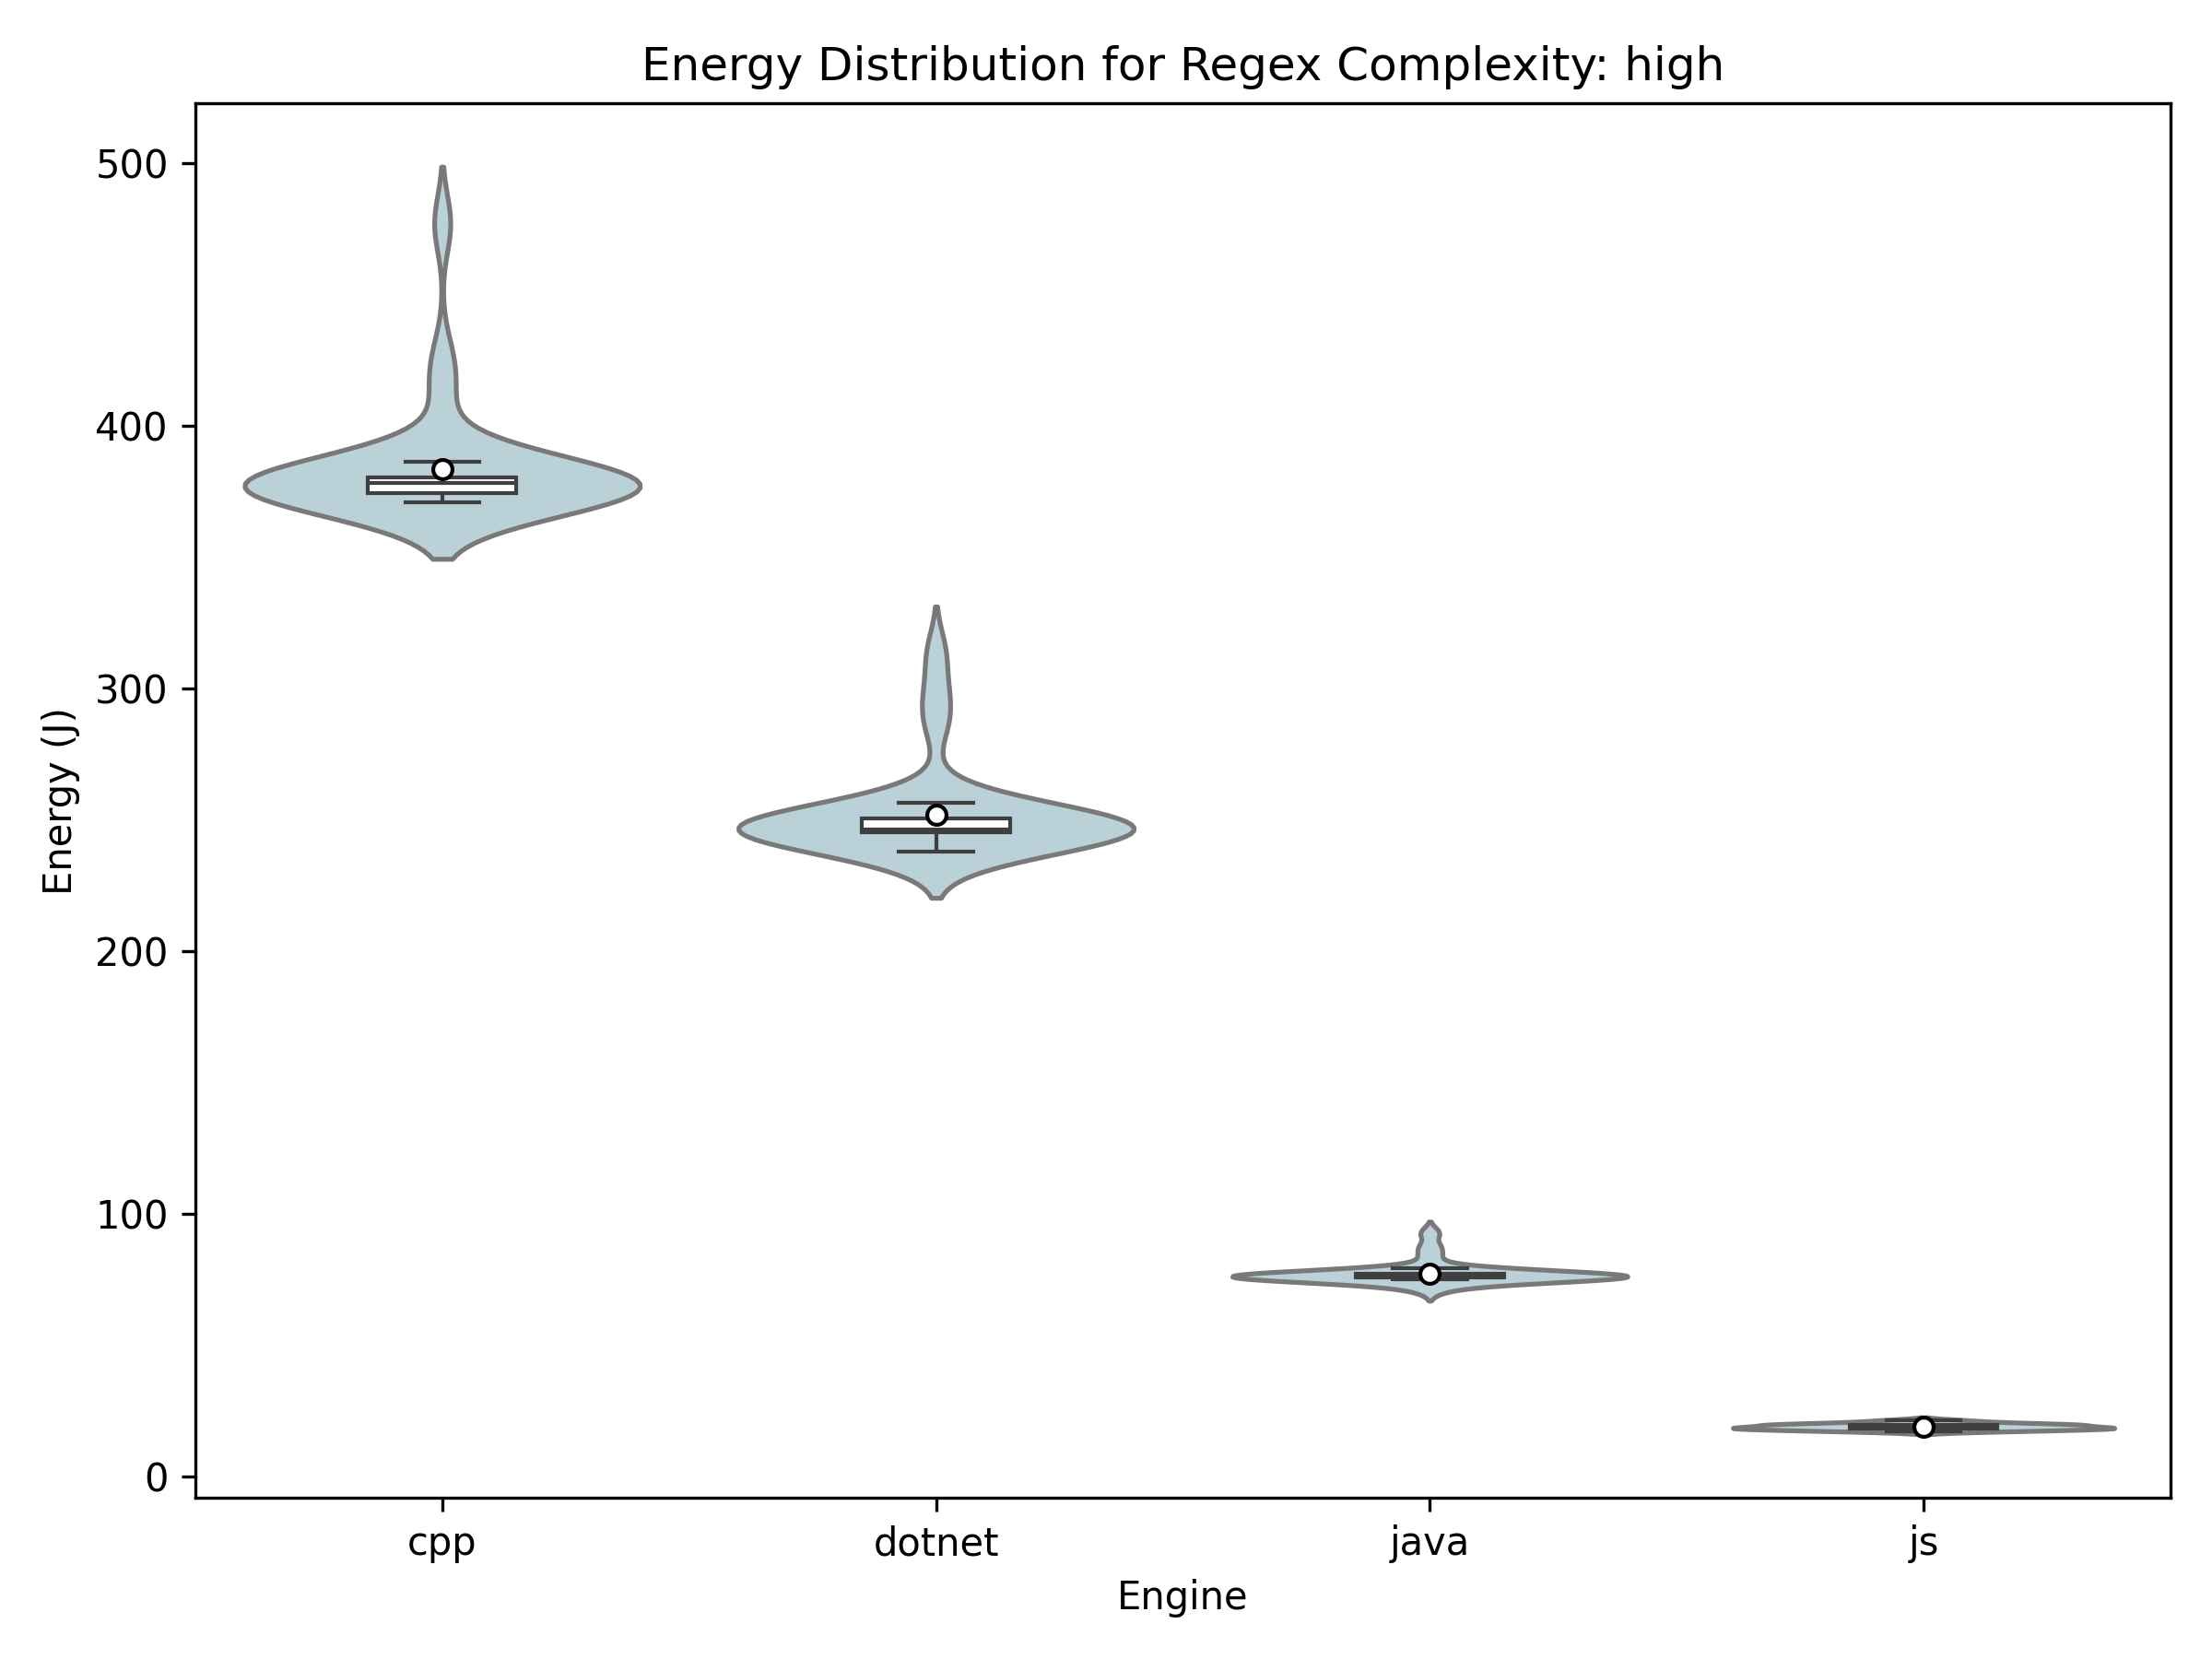 Energy Distribution for Regex Complexity: high
Energy (J)
500
400
300
200
100
0
cpp
dotnet
java
js
Engine